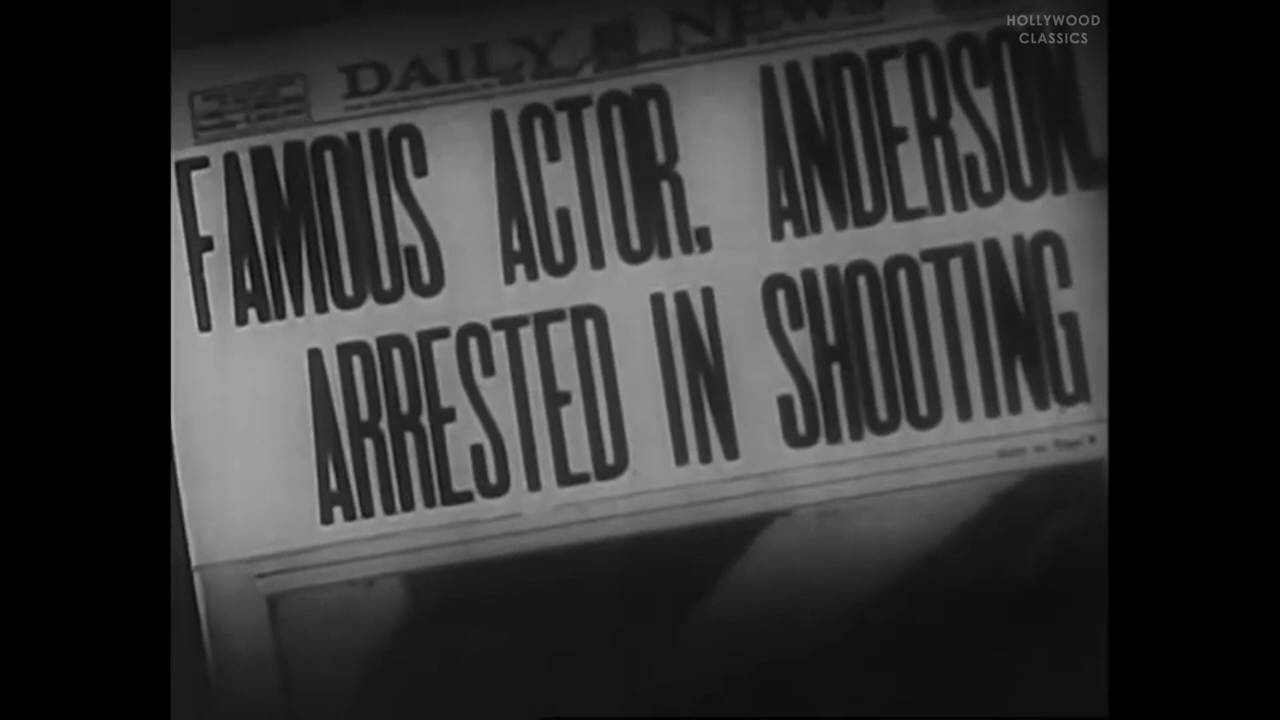 HOLLYWOOD
CLASSICS
DAILY NEWS
FAMOUS ACTOR, ANDERSON,
ARRESTED IN SHOOTING